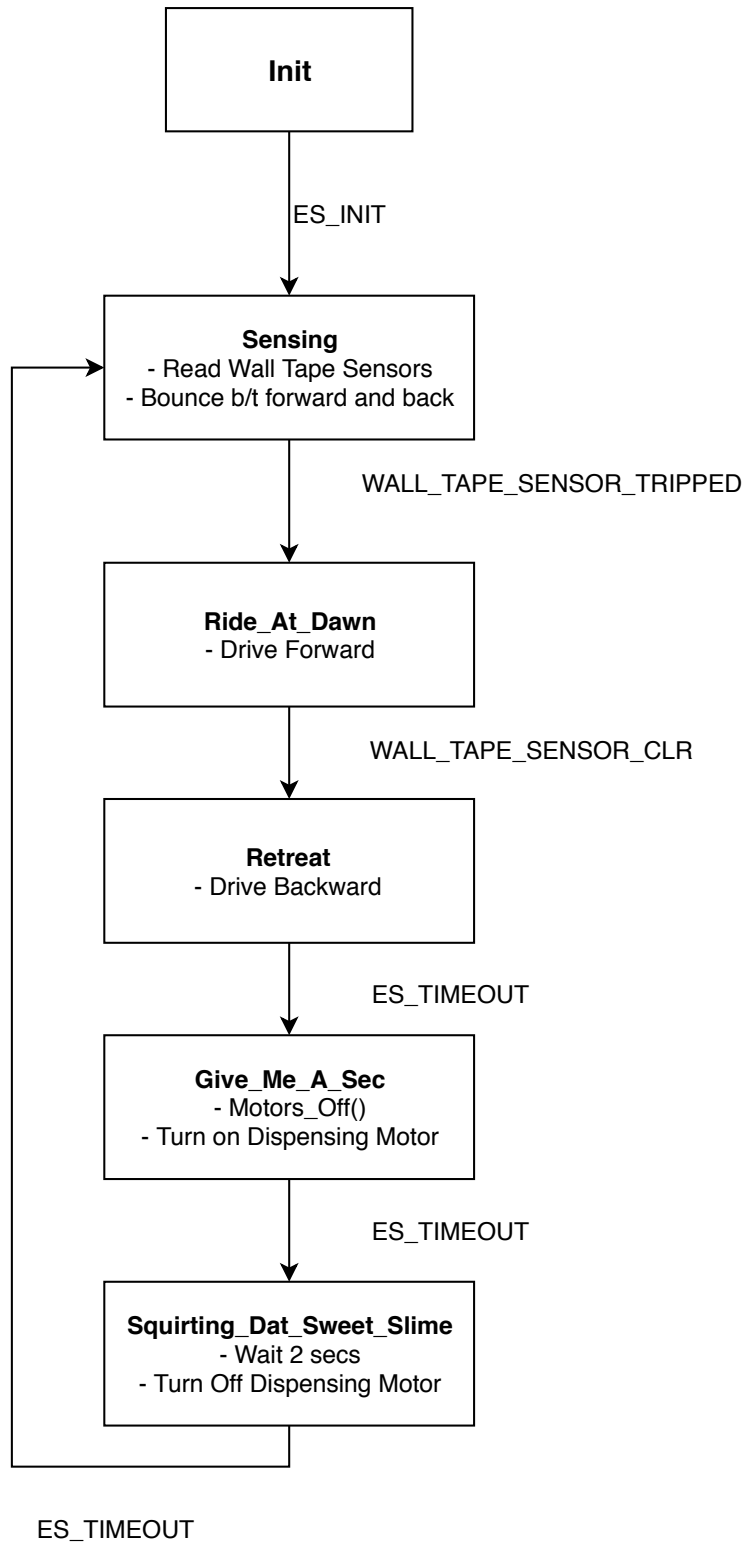 Init
ES_INIT
Sensing
- Read Wall Tape Sensors
- Bounce b/t forward and back
WALL_TAPE_SENSOR_TRIPPED
Ride_At_Dawn
- Drive Forward
WALL_TAPE_SENSOR_CLR
Retreat
- Drive Backward
ES_TIMEOUT
Give_Me_A_Sec
- Motors_Off()
- Turn on Dispensing Motor
ES_TIMEOUT
Squirting_Dat_Sweet_Slime
- Wait 2 secs
- Turn Off Dispensing Motor
ES_TIMEOUT